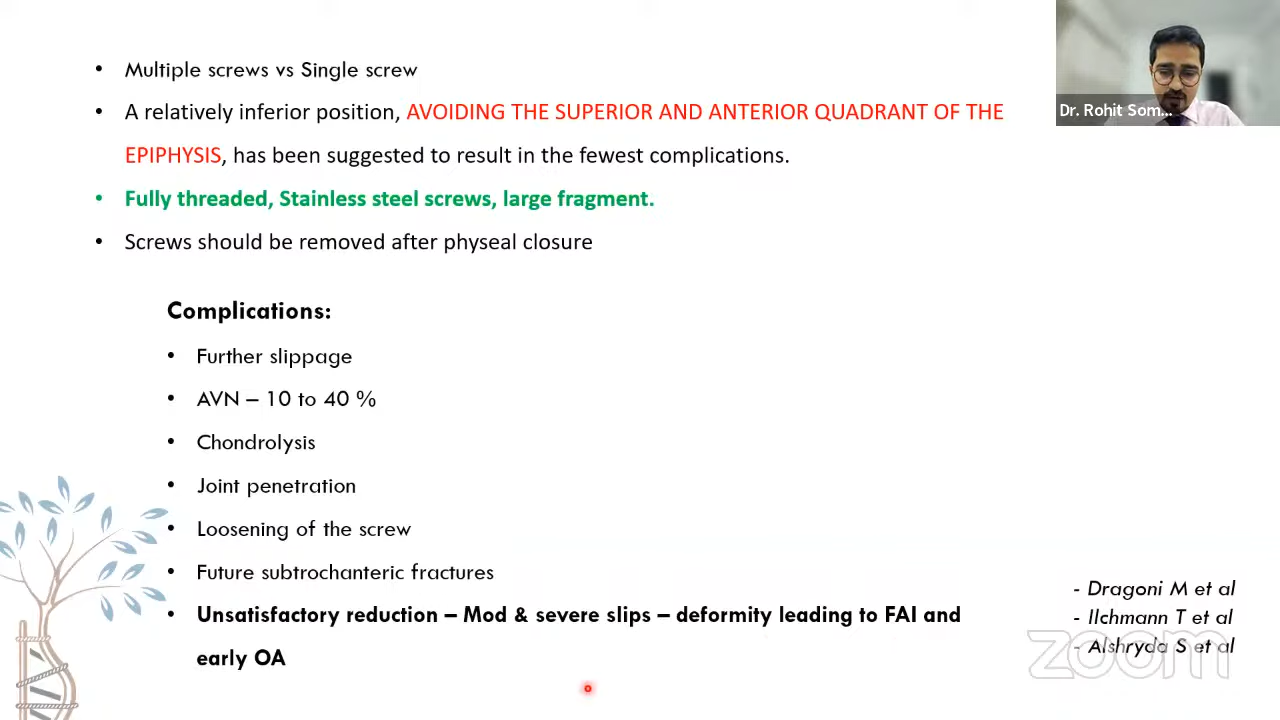 • Multiple screws vs Single screw
• A relatively inferior position, AVOIDING THE SUPERIOR AND ANTERIOR QUADRANT OF THE
EPIPHYSIS, has been suggested to result in the fewest complications.
• Fully threaded, Stainless steel screws, large fragment.
• Screws should be removed after physeal closure
Dr. Rohit Som...
Complications:
• Further slippage
• AVN – 10 to 40 %
• Chondrolysis
• Joint penetration
• Loosening of the screw
• Future subtrochanteric fractures
• Unsatisfactory reduction – Mod & severe slips – deformity leading to FAI and
early OA
- Dragoni M et al
- Ilchmann T et al
- Alshryda S et al
zoom